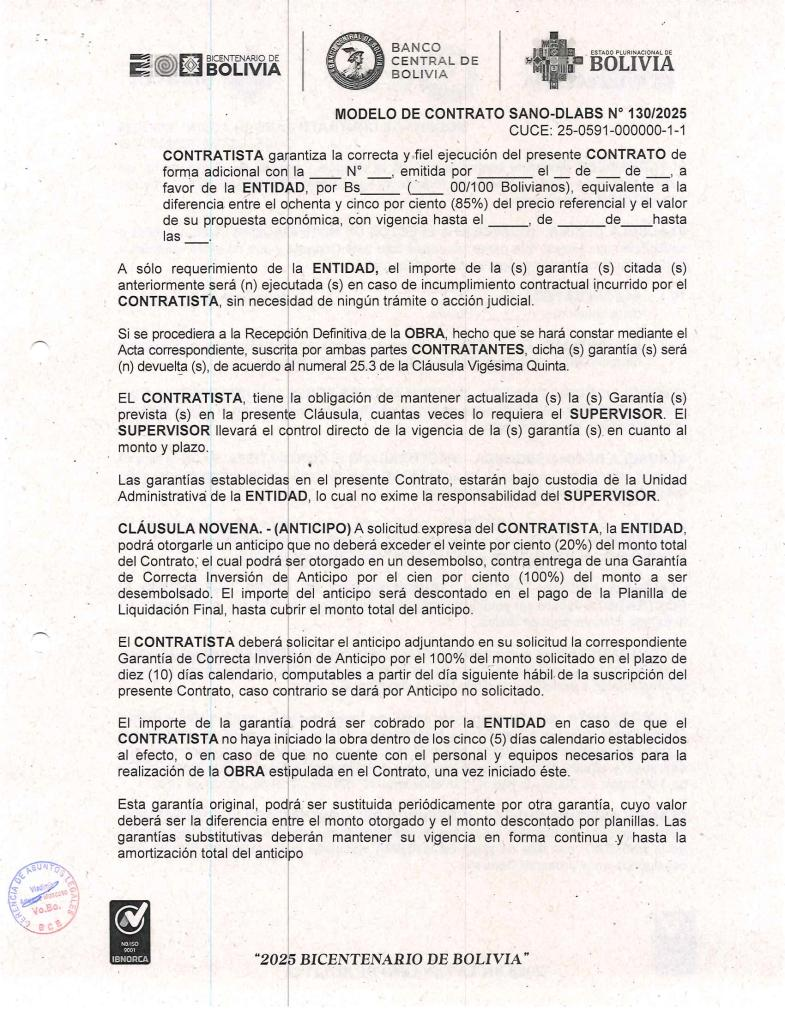 BICENTENARIO DE
BOLIVIA
BANCO CENTRAL DE BOLIVIA
BANCO
CENTRAL DE
BOLIVIA
ESTADO PLURINACIONAL DE
BOLIVIA
MODELO DE CONTRATO SANO-DLABS N° 130/2025
CUCE: 25-0591-000000-1-1
CONTRATISTA garantiza la correcta y fiel ejecución del presente CONTRATO de
forma adicional con la ____ N° ___, emitida por _______ el __ de ___ de ___, a
favor de la ENTIDAD, por Bs_____ (____ 00/100 Bolivianos), equivalente a la
diferencia entre el ochenta y cinco por ciento (85%) del precio referencial y el valor
de su propuesta económica, con vigencia hasta el _____, de ______de____hasta
las ___.
A sólo requerimiento de la ENTIDAD, el importe de la (s) garantía (s) citada (s)
anteriormente será (n) ejecutada (s) en caso de incumplimiento contractual incurrido por el
CONTRATISTA, sin necesidad de ningún trámite o acción judicial.
Si se procediera a la Recepción Definitiva de la OBRA, hecho que se hará constar mediante el
Acta correspondiente, suscrita por ambas partes CONTRATANTES, dicha (s) garantía (s) será
(n) devuelta (s), de acuerdo al numeral 25.3 de la Cláusula Vigésima Quinta.
EL CONTRATISTA, tiene la obligación de mantener actualizada (s) la (s) Garantía (s)
prevista (s) en la presente Cláusula, cuantas veces lo requiera el SUPERVISOR. El
SUPERVISOR llevará el control directo de la vigencia de la (s) garantía (s) en cuanto al
monto y plazo.
Las garantías establecidas en el presente Contrato, estarán bajo custodia de la Unidad
Administrativa de la ENTIDAD, lo cual no exime la responsabilidad del SUPERVISOR.
CLÁUSULA NOVENA. - (ANTICIPO) A solicitud expresa del CONTRATISTA, la ENTIDAD,
podrá otorgarle un anticipo que no deberá exceder el veinte por ciento (20%) del monto total
del Contrato, el cual podrá ser otorgado en un desembolso, contra entrega de una Garantía
de Correcta Inversión de Anticipo por el cien por ciento (100%) del monto a ser
desembolsado. El importe del anticipo será descontado en el pago de la Planilla de
Liquidación Final, hasta cubrir el monto total del anticipo.
El CONTRATISTA deberá solicitar el anticipo adjuntando en su solicitud la correspondiente
Garantía de Correcta Inversión de Anticipo por el 100% del monto solicitado en el plazo de
diez (10) días calendario, computables a partir del día siguiente hábil de la suscripción del
presente Contrato, caso contrario se dará por Anticipo no solicitado.
El importe de la garantía podrá ser cobrado por la ENTIDAD en caso de que el
CONTRATISTA no haya iniciado la obra dentro de los cinco (5) días calendario establecidos
al efecto, o en caso de que no cuente con el personal y equipos necesarios para la
realización de la OBRA estipulada en el Contrato, una vez iniciado éste.
Esta garantía original, podrá ser sustituida periódicamente por otra garantía, cuyo valor
deberá ser la diferencia entre el monto otorgado y el monto descontado por planillas. Las
garantías substitutivas deberán mantener su vigencia en forma continua y hasta la
amortización total del anticipo
GERENCIA DE ASUNTOS LEGALES
Vo.Bo.
BCB
NB/ISO
9001
IBNORCA
"2025 BICENTENARIO DE BOLIVIA"